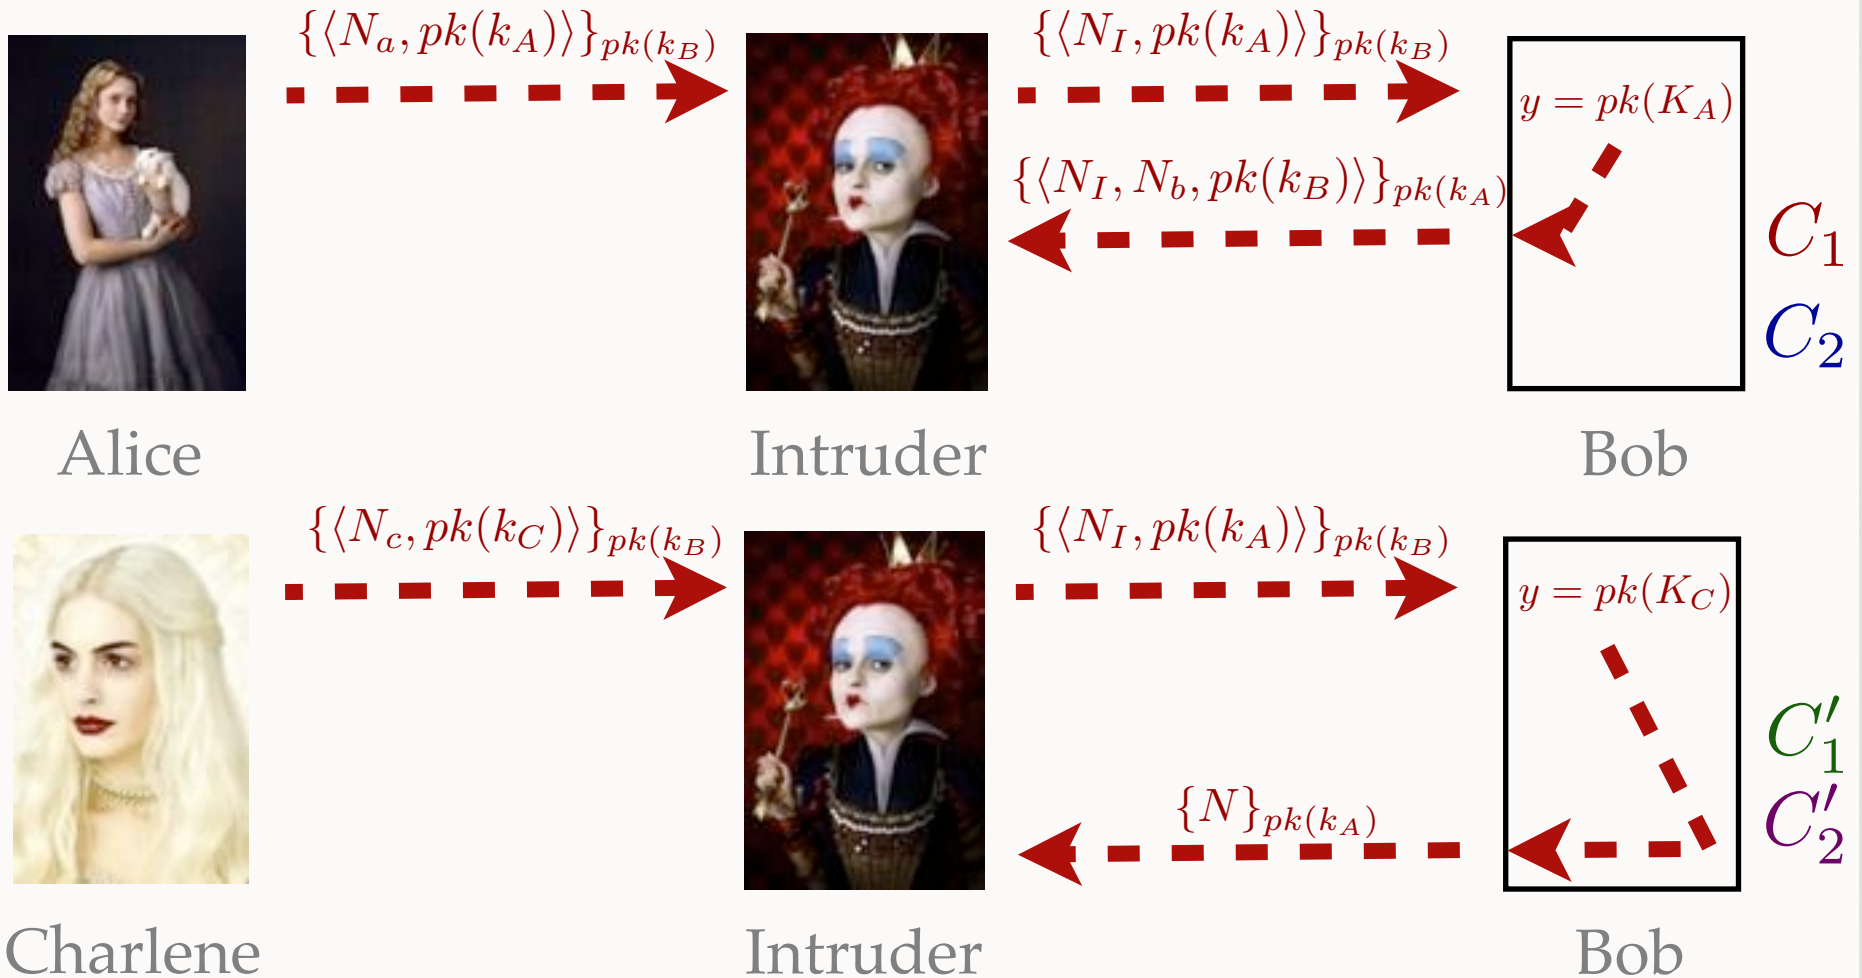 {⟨N_a, pk(k_A)⟩}_{pk(k_B)} {⟨N_I, pk(k_A)⟩}_{pk(k_B)}
y = pk(K_A)
{⟨N_I, N_b, pk(k_B)⟩}_{pk(k_A)}
C_1
C_2
Alice Intruder Bob
{⟨N_c, pk(k_C)⟩}_{pk(k_B)} {⟨N_I, pk(k_A)⟩}_{pk(k_B)}
y = pk(K_C)
C'_1
{N}_{pk(k_A)}
C'_2
Charlene Intruder Bob